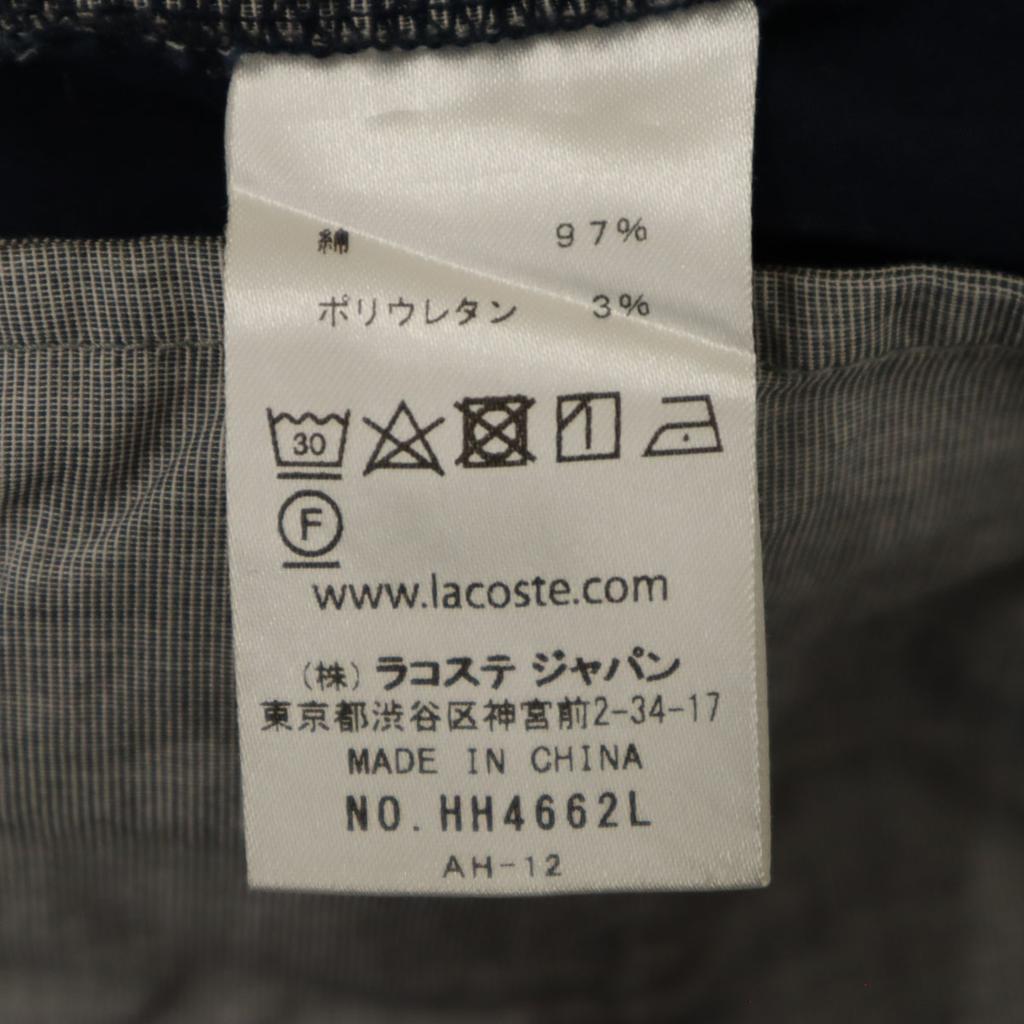 綿 97%
ポリウレタン 3%
30
F
www.lacoste.com
(株) ラコステ ジャパン
東京都渋谷区神宮前2-34-17
MADE IN CHINA
NO. HH4662L
AH-12